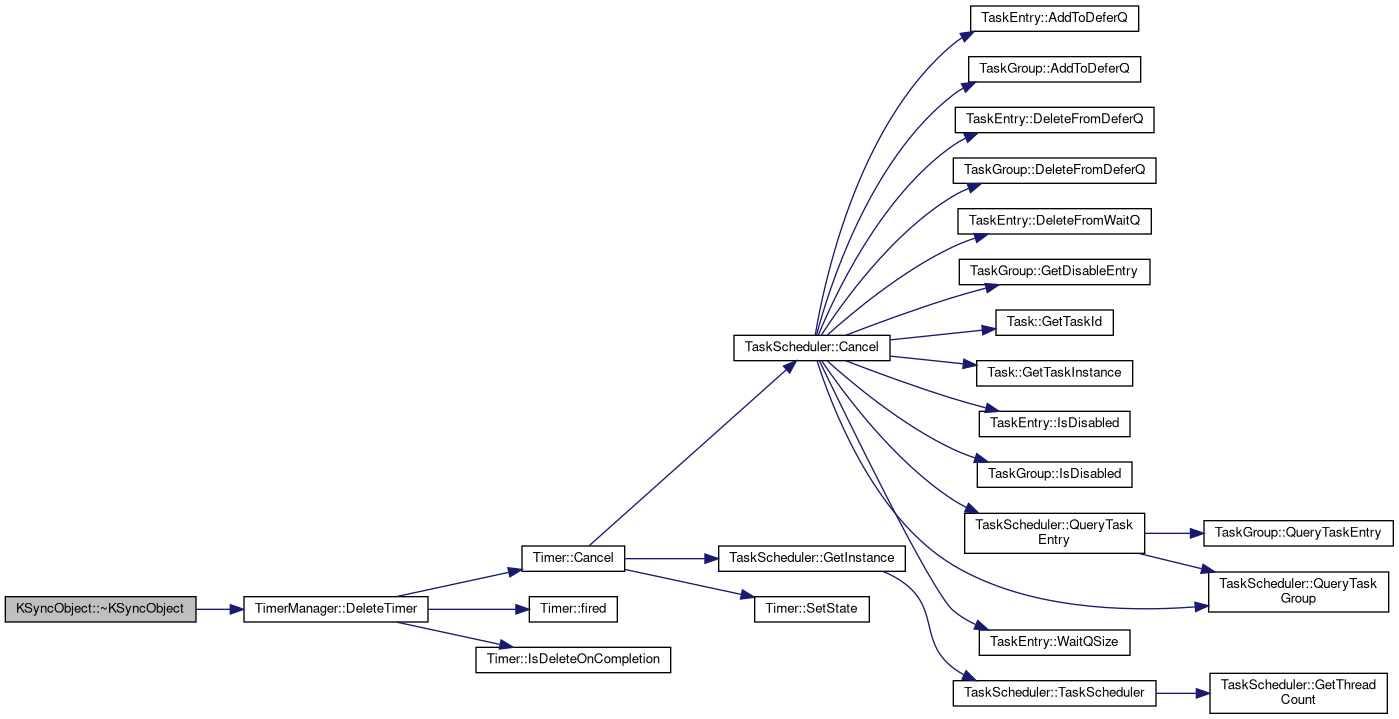 TaskEntry::AddToDeferQ
TaskGroup::AddToDeferQ
TaskEntry::DeleteFromDeferQ
TaskGroup::DeleteFromDeferQ
TaskEntry::DeleteFromWaitQ
TaskGroup::GetDisableEntry
Task::GetTaskId
TaskScheduler::Cancel
Task::GetTaskInstance
TaskEntry::IsDisabled
TaskGroup::IsDisabled
TaskScheduler::QueryTask
Entry
TaskGroup::QueryTaskEntry
Timer::Cancel
TaskScheduler::GetInstance
TaskScheduler::QueryTask
Group
KSyncObject::~KSyncObject
TimerManager::DeleteTimer
Timer::fired
Timer::SetState
TaskEntry::WaitQSize
Timer::IsDeleteOnCompletion
TaskScheduler::TaskScheduler
TaskScheduler::GetThread
Count